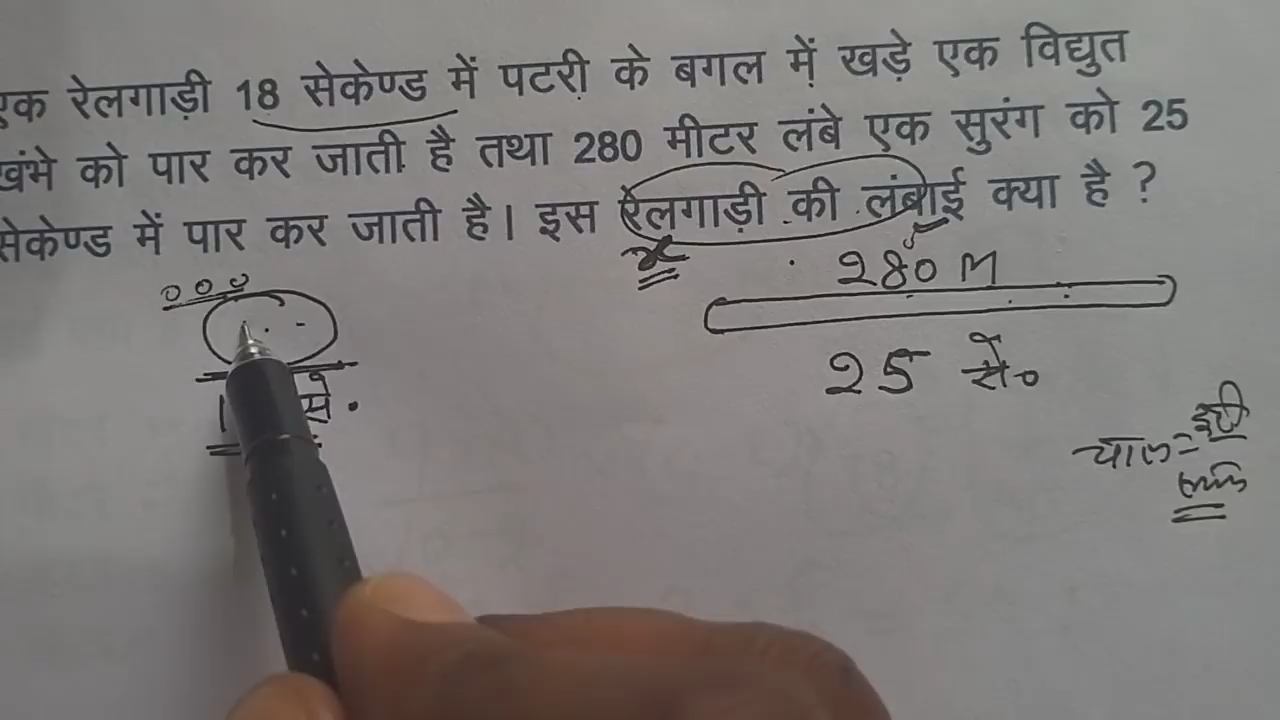 एक रेलगाड़ी 18 सेकेण्ड में पटरी के बगल में खड़े एक विद्युत
खंभे को पार कर जाती है तथा 280 मीटर लंबे एक सुरंग को 25
सेकेण्ड में पार कर जाती है। इस रेलगाड़ी की लंबाई क्या है ?
x
280 M
25 से०
से.
चाल=